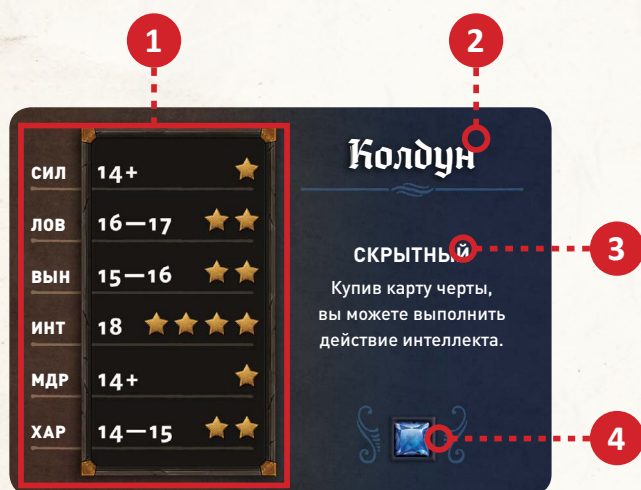 1
2
Колдун
СИЛ 14+
ЛОВ 16—17
ВЫН 15—16
ИНТ 18
МДР 14+
ХАР 14—15
СКРЫТНЫЙ
3
Купив карту черты,
вы можете выполнить
действие интеллекта.
4